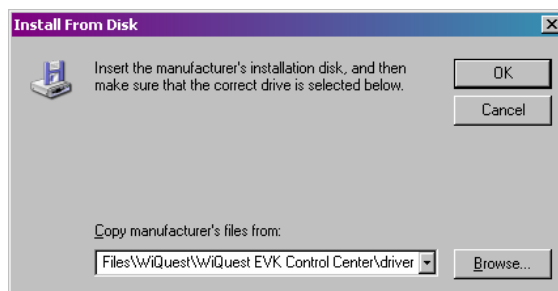 Install From Disk
Insert the manufacturer's installation disk, and then
make sure that the correct drive is selected below.
OK
Cancel
Copy manufacturer's files from:
Files\WiQuest\WiQuest EVK Control Center\driver
Browse...